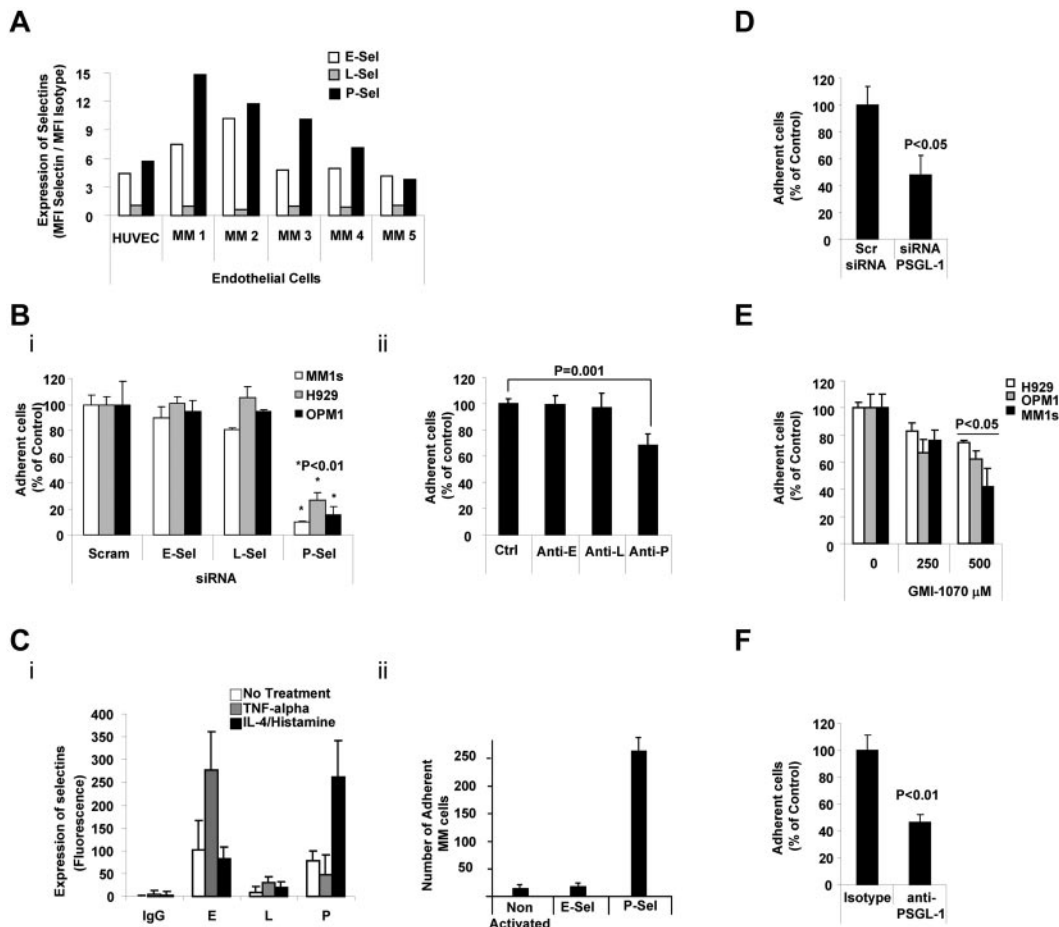 A
E-Sel
L-Sel
P-Sel
Expression of Selectins
(MFI Selectin / MFI Isotype)
15
12
9
6
3
0
HUVEC MM 1 MM 2 MM 3 MM 4 MM 5
Endothelial Cells
B
i
MM1s
H929
OPM1
Adherent cells
(% of Control)
120
100
80
60
40
20
0
*P<0.01
* * *
Scram E-Sel L-Sel P-Sel
siRNA
ii
P=0.001
Adherent cells
(% of control)
120
100
80
60
40
20
0
Ctrl Anti-E Anti-L Anti-P
C
i
No Treatment
TNF-alpha
IL-4/Histamine
Expression of selectins
(Fluorescence)
400
350
300
250
200
150
100
50
0
IgG E L P
ii
Number of Adherent
MM cells
250
200
150
100
50
Non
Activated
E-Sel P-Sel
D
Adherent cells
(% of Control)
120
100
80
60
40
20
0
P<0.05
Scr
siRNA
siRNA
PSGL-1
E
H929
OPM1
MM1s
Adherent cells
(% of Control)
120
100
80
60
40
20
0
P<0.05
0 250 500
GMI-1070 μM
F
Adherent cells
(% of Control)
120
100
80
60
40
20
0
P<0.01
Isotype
anti-
PSGL-1